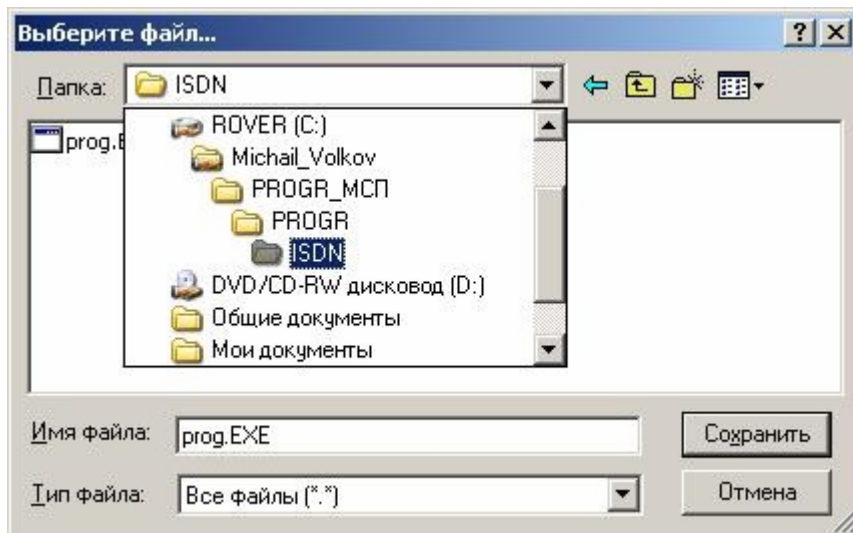 Выберите файл...
Папка: ISDN
ROVER (C:)
prog.E
Michail_Volkov
PROGR_МСП
PROGR
ISDN
DVD/CD-RW дисковод (D:)
Общие документы
Мои документы
Имя файла: prog.EXE Сохранить
Тип файла: Все файлы (*.*) Отмена